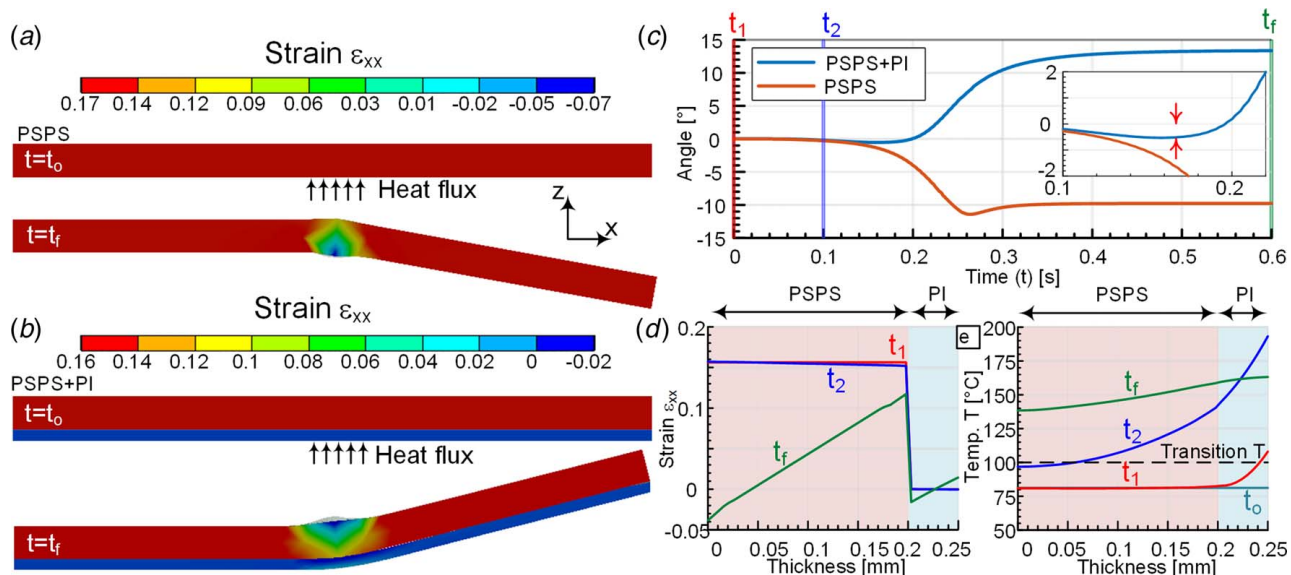 (a)
Strain εxx
0.17 0.14 0.12 0.09 0.06 0.03 0.01 -0.02 -0.05 -0.07
PSPS
t=to
Heat flux
z
x
t=tf
(b)
Strain εxx
0.16 0.14 0.12 0.10 0.08 0.06 0.04 0.02 0 -0.02
PSPS+PI
t=to
Heat flux
t=tf
(c)
t1 t2 tf
15
10
5
0
-5
-10
-15
Angle [°]
PSPS+PI
PSPS
2
0
-2
0.1 0.2
0 0.1 0.2 0.3 0.4 0.5 0.6
Time (t) [s]
(d)
PSPS PI
0.2
0.1
0
-0.05
Strain εxx
t1
t2
tf
0 0.05 0.1 0.15 0.2 0.25
Thickness [mm]
e
PSPS PI
200
175
150
125
100
75
50
Temp. T [°C]
tf
t2
Transition T
t1
to
0 0.05 0.1 0.15 0.2 0.25
Thickness [mm]